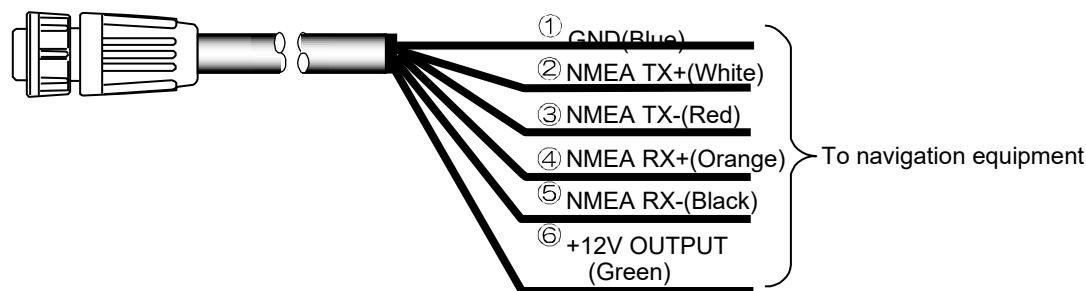 ① GND(Blue)
② NMEA TX+(White)
③ NMEA TX-(Red)
④ NMEA RX+(Orange)
⑤ NMEA RX-(Black)
⑥ +12V OUTPUT
(Green)
To navigation equipment